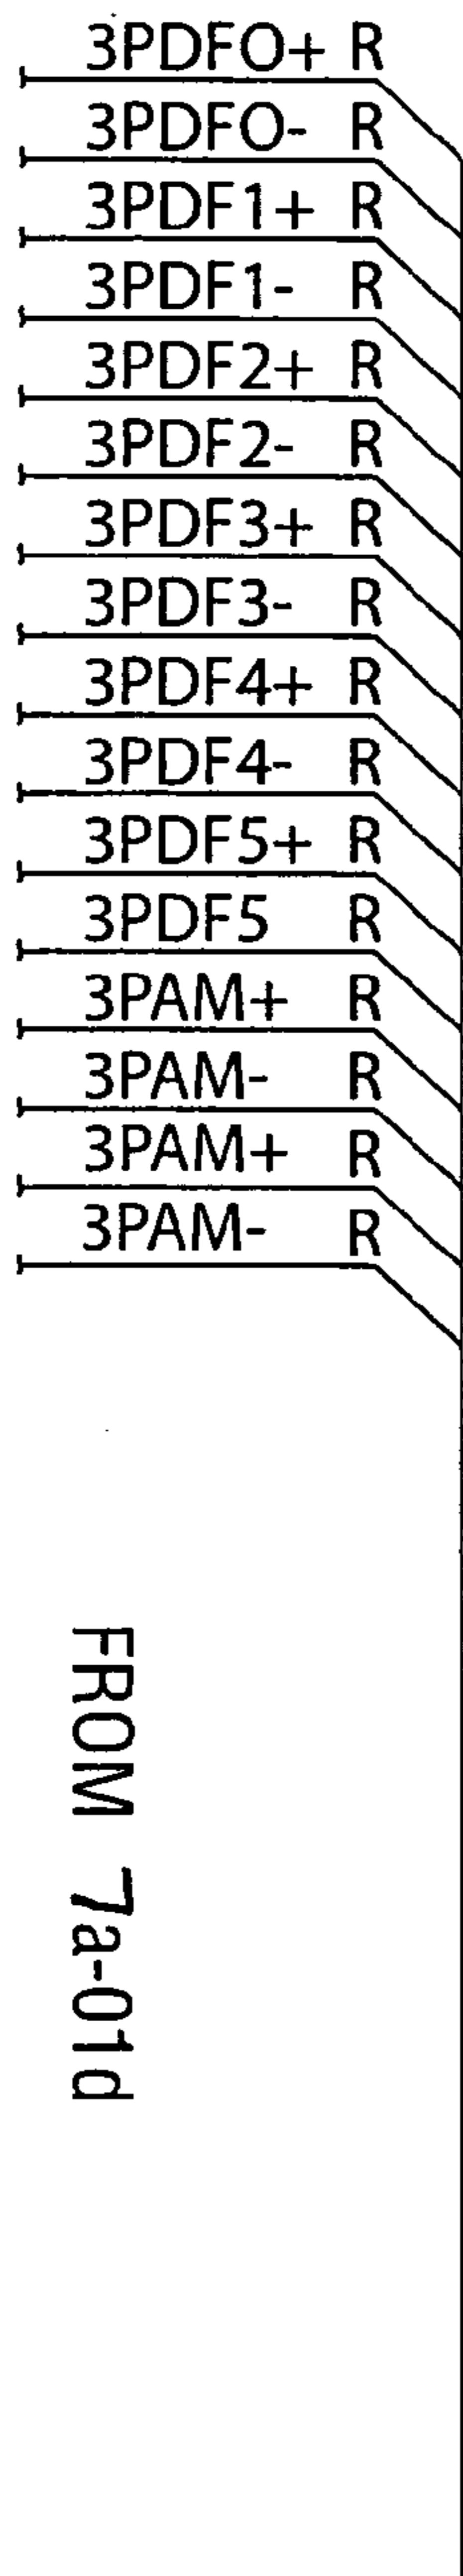 3PDFO+ R
3PDFO- R
3PDF1+ R
3PDF1- R
3PDF2+ R
3PDF2- R
3PDF3+ R
3PDF3- R
3PDF4+ R
3PDF4- R
3PDF5+ R
3PDF5 R
3PAM+ R
3PAM- R
3PAM+ R
3PAM- R
FROM 7a-01d